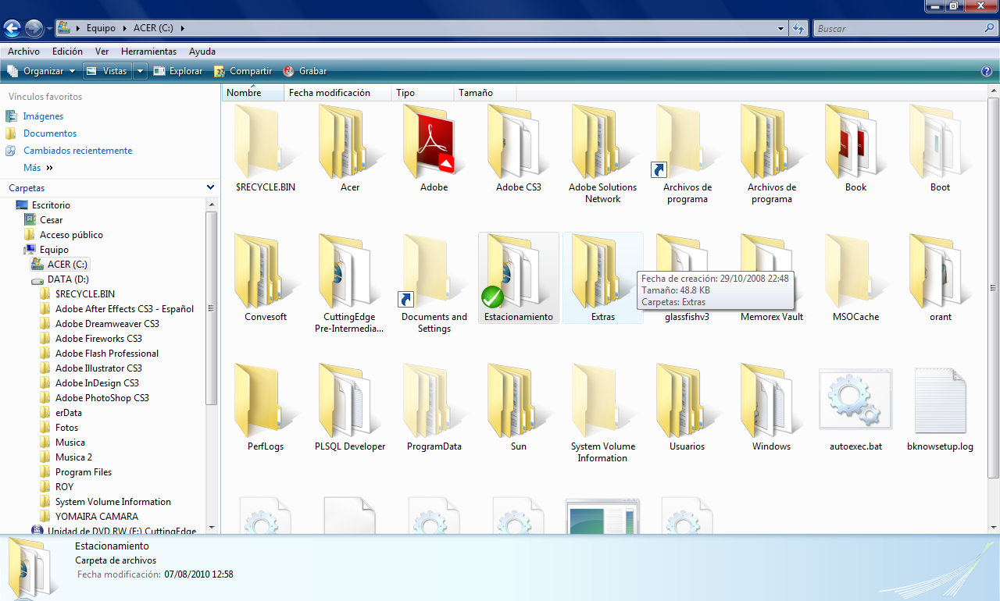 Equipo
ACER (C:)
Buscar
Archivo Edición Ver Herramientas Ayuda
Organizar Vistas Explorar Compartir Grabar
Vínculos favoritos
Imágenes
Documentos
Cambiados recientemente
Más »
Carpetas
Escritorio
Cesar
Acceso público
Equipo
ACER (C:)
DATA (D:)
$RECYCLE.BIN
Adobe After Effects CS3 - Español
Adobe Dreamweaver CS3
Adobe Fireworks CS3
Adobe Flash Professional
Adobe Illustrator CS3
Adobe InDesign CS3
Adobe PhotoShop CS3
erData
Fotos
Musica
Musica 2
Program Files
ROY
System Volume Information
YOMAIRA CAMARA
Unidad de DVD RW (E:) CuttingEdge
Nombre Fecha modificación Tipo Tamaño
$RECYCLE.BIN
Acer
Adobe
Adobe CS3
Adobe Solutions
Network
Archivos de
programa
Archivos de
programa
Book
Boot
Convesoft
CuttingEdge
Pre-Intermedia...
Documents and
Settings
Estacionamiento
Extras
Fecha de creación: 29/10/2008 22:48
Tamaño: 48.8 KB
Carpetas: Extras
glassfishv3
Memorex Vault
MSOCache
orant
PerfLogs
PLSQL Developer
ProgramData
Sun
System Volume
Information
Usuarios
Windows
autoexec.bat
bknowsetup.log
Estacionamiento
Carpeta de archivos
Fecha modificación: 07/08/2010 12:58